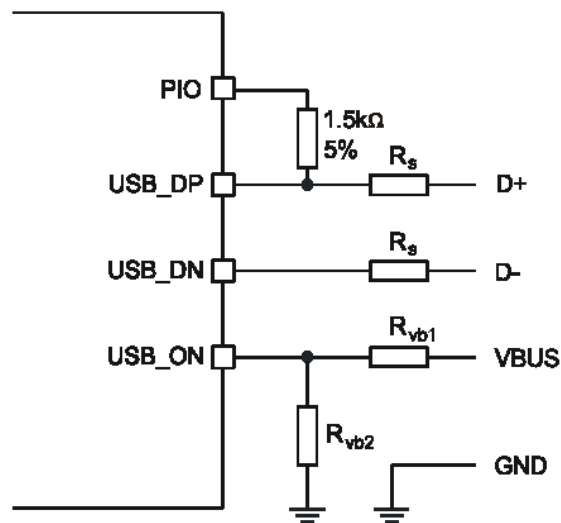 PIO
1.5kΩ
5%
USB_DP
Rs
D+
USB_DN
Rs
D-
USB_ON
Rvb1
VBUS
Rvb2
GND